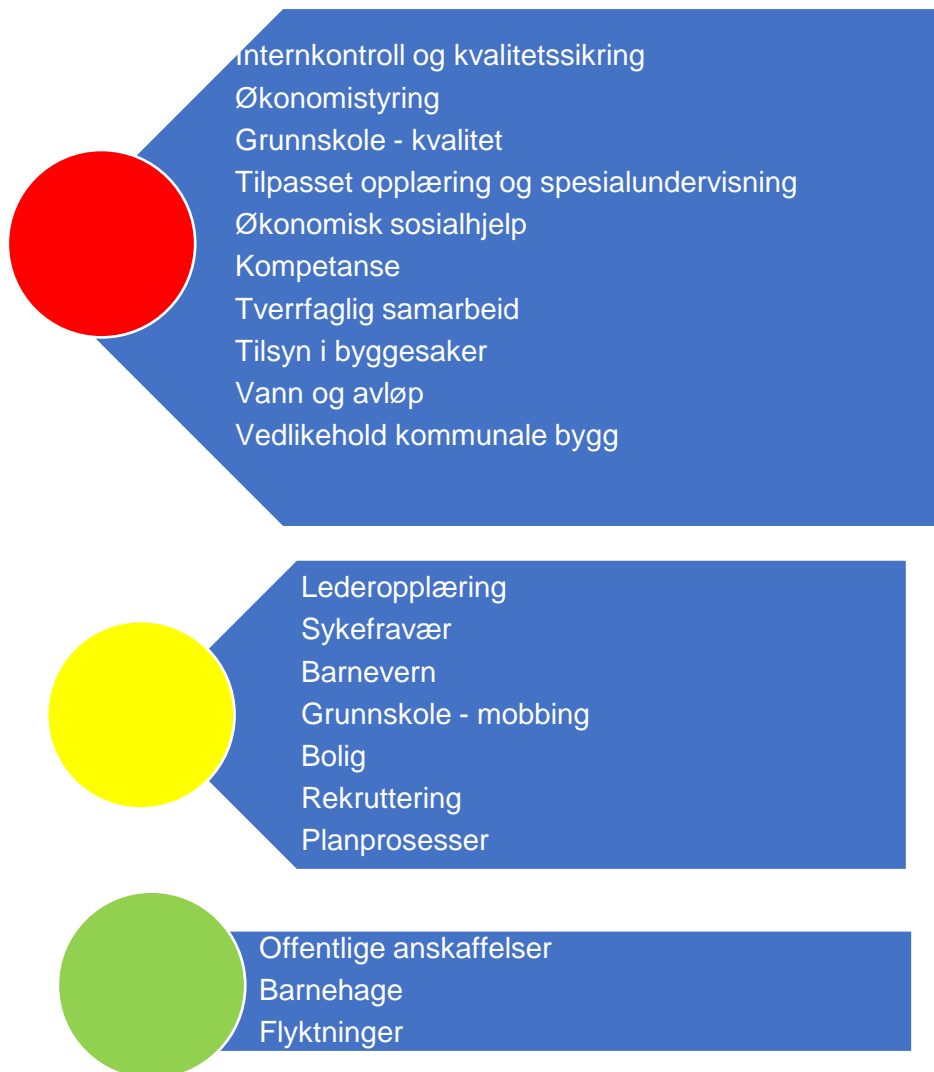 Internkontroll og kvalitetssikring
Økonomistyring
Grunnskole - kvalitet
Tilpasset opplæring og spesialundervisning
Økonomisk sosialhjelp
Kompetanse
Tverrfaglig samarbeid
Tilsyn i byggesaker
Vann og avløp
Vedlikehold kommunale bygg
Lederopplæring
Sykefravær
Barnevern
Grunnskole - mobbing
Bolig
Rekruttering
Planprosesser
Offentlige anskaffelser
Barnehage
Flyktninger